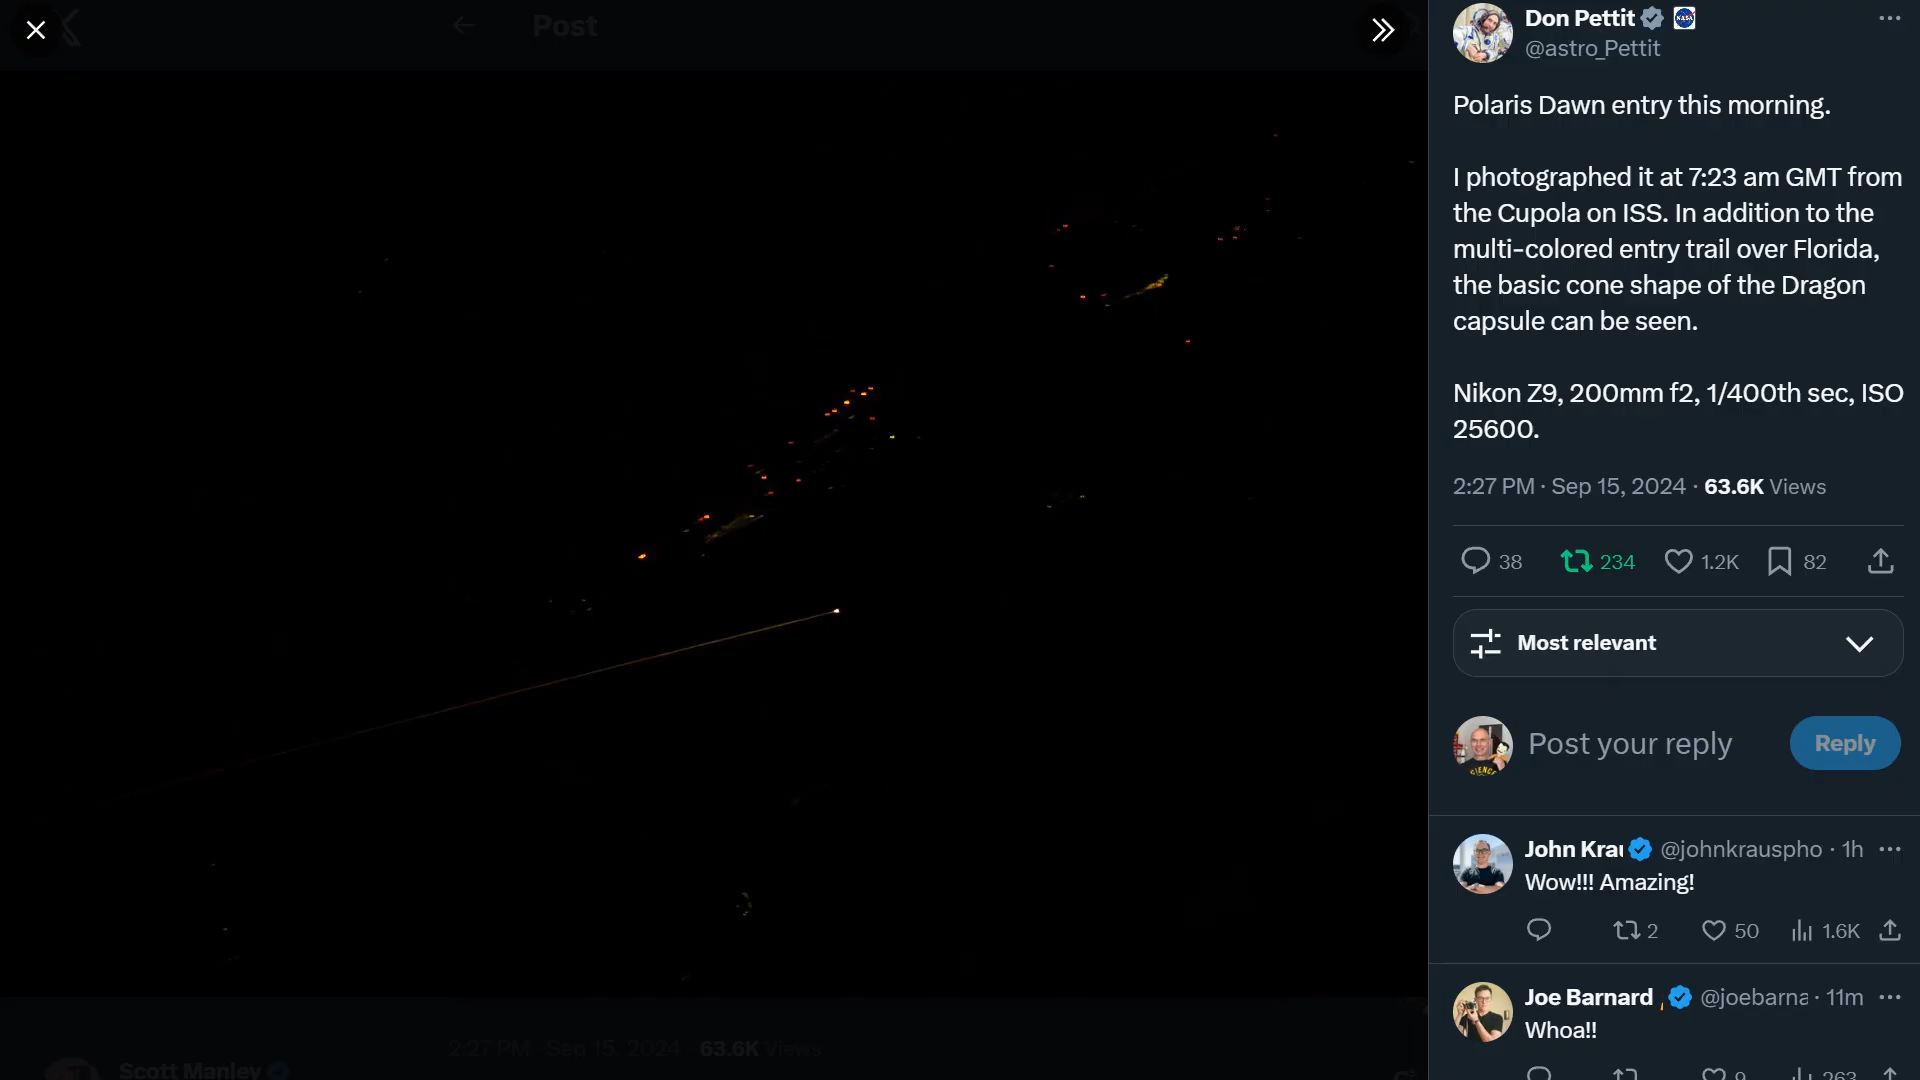 Post
Don Pettit
@astro_Pettit
Polaris Dawn entry this morning.
I photographed it at 7:23 am GMT from
the Cupola on ISS. In addition to the
multi-colored entry trail over Florida,
the basic cone shape of the Dragon
capsule can be seen.
Nikon Z9, 200mm f2, 1/400th sec, ISO
25600.
2:27 PM · Sep 15, 2024 · 63.6K Views
38 234 1.2K 82
Most relevant
Post your reply
Reply
John Krau @johnkrauspho · 1h
Wow!!! Amazing!
2 50 1.6K
Joe Barnard @joebarna · 11m
Whoa!!
9 263
2:27 PM · Sep 15, 2024 · 63.6K Views
Scott Manley